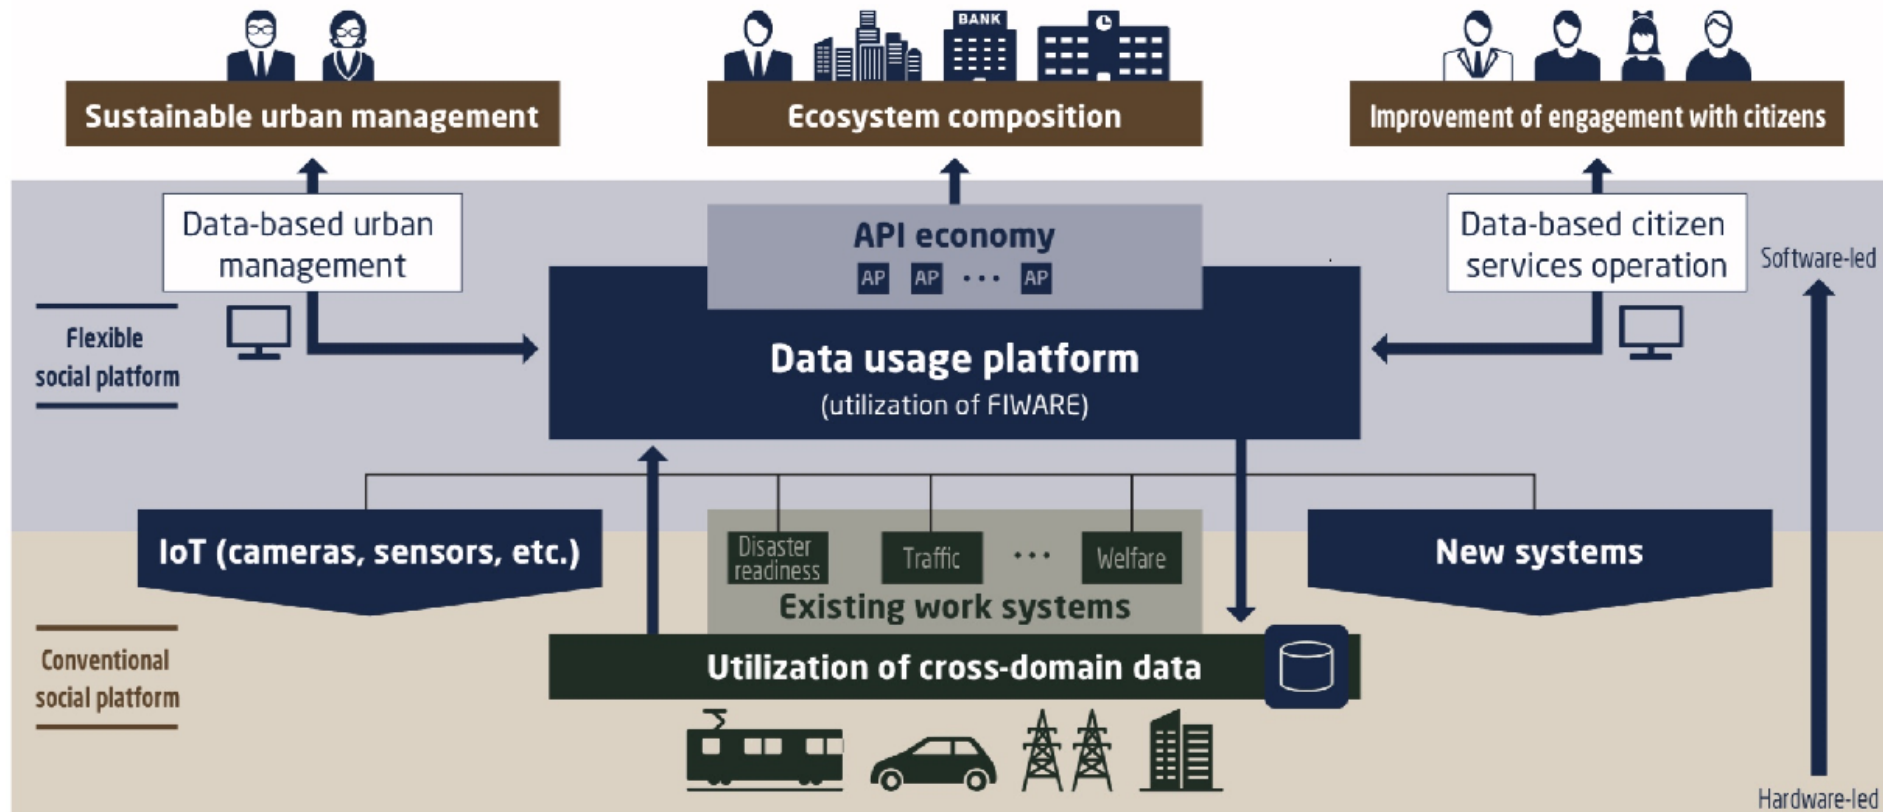 BANK
Sustainable urban management
Ecosystem composition
Improvement of engagement with citizens
Data-based urban
management
API economy
AP AP ··· AP
Data-based citizen
services operation
Software-led
Flexible
social platform
Data usage platform
(utilization of FIWARE)
IoT (cameras, sensors, etc.)
Disaster
readiness
Traffic
···
Welfare
Existing work systems
New systems
Conventional
social platform
Utilization of cross-domain data
Hardware-led